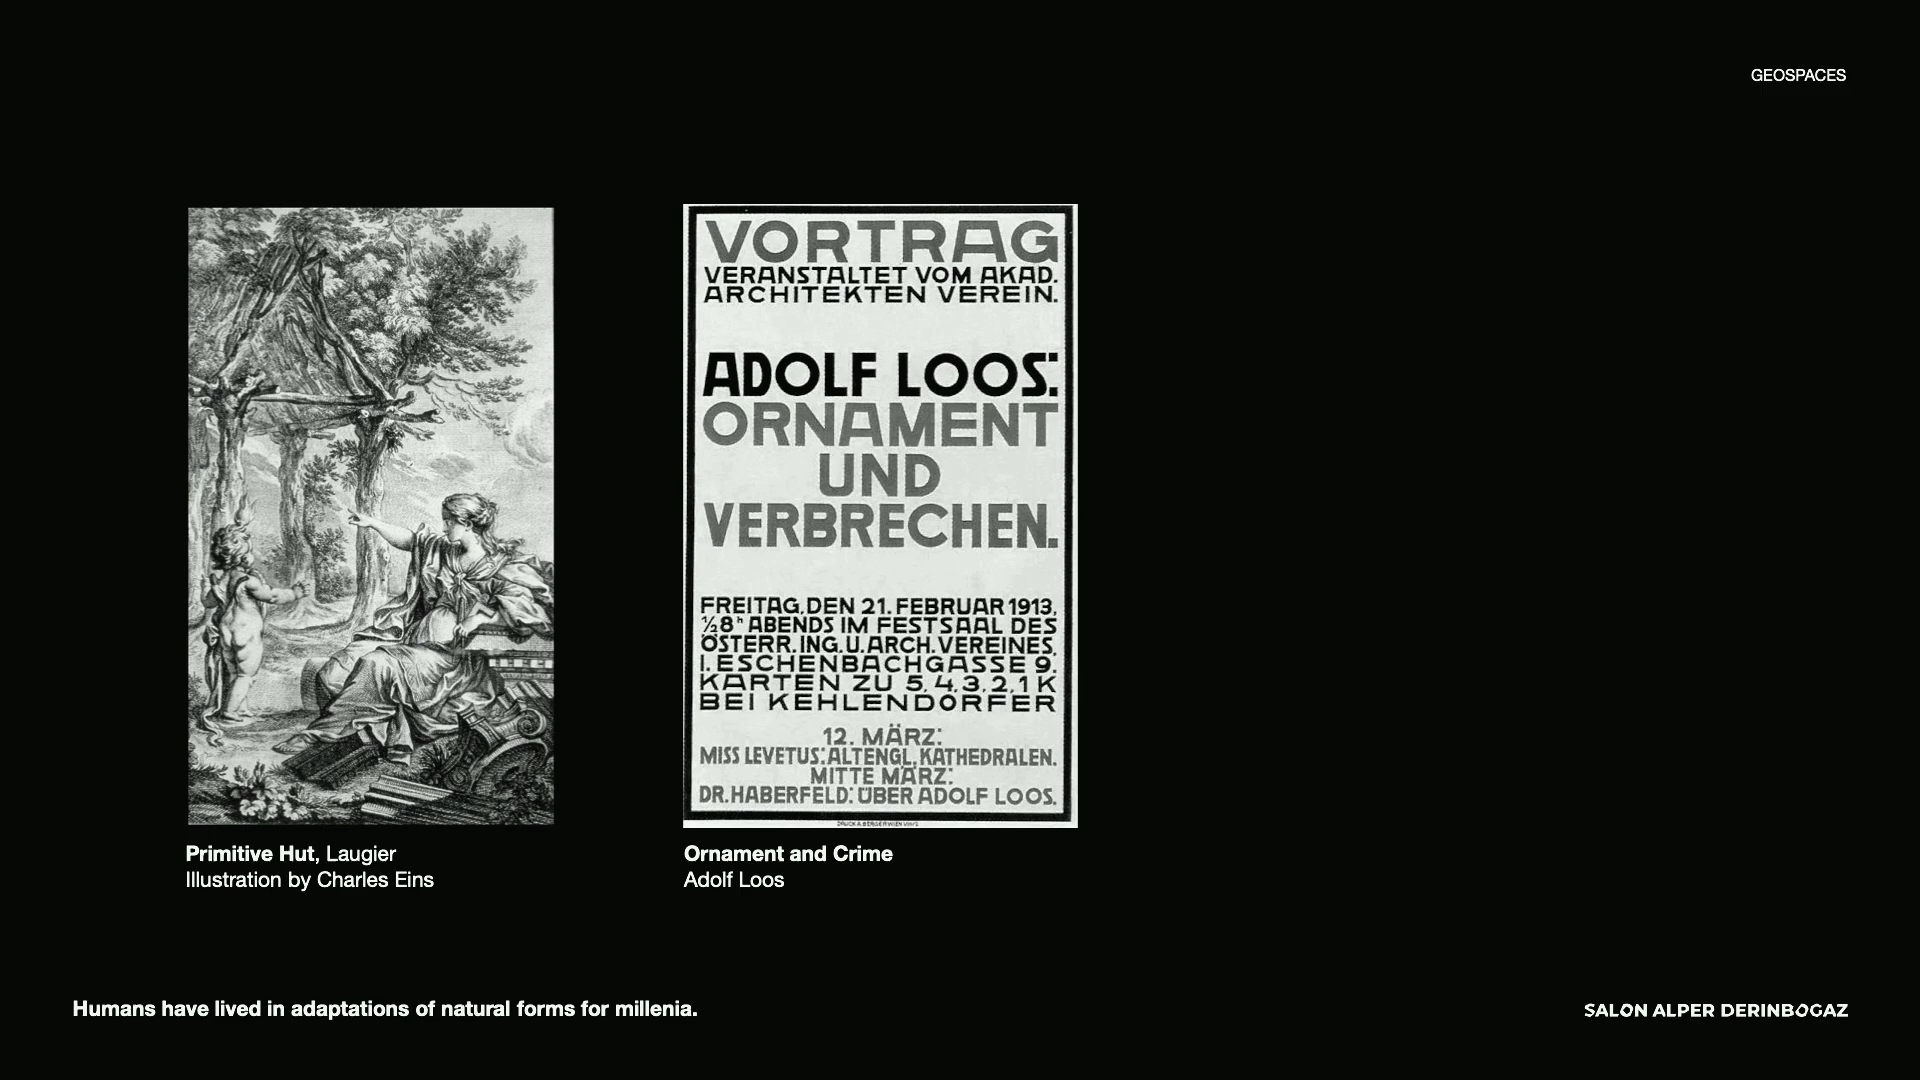 GEOSPACES
VORTRAG
VERANSTALTET VOM AKAD.
ARCHITEKTEN VEREIN.
ADOLF LOOS:
ORNAMENT
UND
VERBRECHEN.
FREITAG, DEN 21. FEBRUAR 1913,
½8ʰ ABENDS IM FESTSAAL DES
ÖSTERR. ING. U. ARCH. VEREINES,
I. ESCHENBACHGASSE 9.
KARTEN ZU 5, 4, 3, 2, 1 K
BEI KEHLENDORFER
12. MÄRZ:
MISS LEVETUS: ALTENGL. KATHEDRALEN.
MITTE MÄRZ:
DR. HABERFELD: ÜBER ADOLF LOOS.
Primitive Hut, Laugier
Illustration by Charles Eins
Ornament and Crime
Adolf Loos
Humans have lived in adaptations of natural forms for millenia.
SALON ALPER DERINBOGAZ